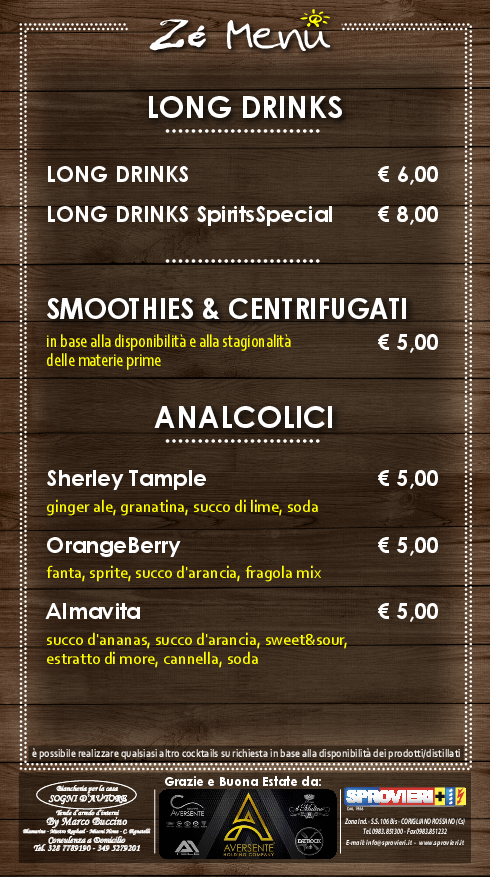 Zé Menù
LONG DRINKS
LONG DRINKS € 6,00
LONG DRINKS SpiritsSpecial € 8,00
SMOOTHIES & CENTRIFUGATI
in base alla disponibilità e alla stagionalità € 5,00
delle materie prime
ANALCOLICI
Sherley Tample € 5,00
ginger ale, granatina, succo di lime, soda
OrangeBerry € 5,00
fanta, sprite, succo d'arancia, fragola mix
Almavita € 5,00
succo d'ananas, succo d'arancia, sweet&sour,
estratto di more, cannella, soda
è possibile realizzare qualsiasi altro cocktails su richiesta in base alla disponibilità dei prodotti/distillati
Grazie e Buona Estate da:
Biancheria per la casa
SOGNI D'AUTORE
Tende d'arredo d'interni
By Marco Buccino
Consulenza a Domicilio
Tel. 328 7789190 - 349 5279201
AVERSENTE
AVERSENTE
HOLDING COMPANY
SPROVIERI
Zona Ind. - S.S. 106 Bis - CORIGLIANO ROSSANO (Cs)
Tel.0983.851300 - Fax0983.851232
E-mail: info@sprovieri.it - www.sprovieri.it